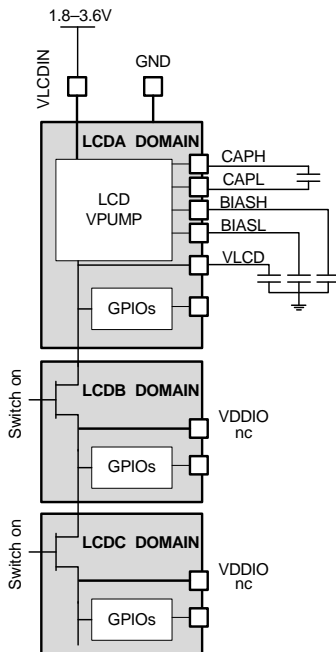 1.8–3.6V
VLCDIN
GND
LCDA DOMAIN
LCD
VPUMP
CAPH
CAPL
BIASH
BIASL
VLCD
GPIOs
Switch on
LCDB DOMAIN
VDDIO
nc
GPIOs
Switch on
LCDC DOMAIN
VDDIO
nc
GPIOs